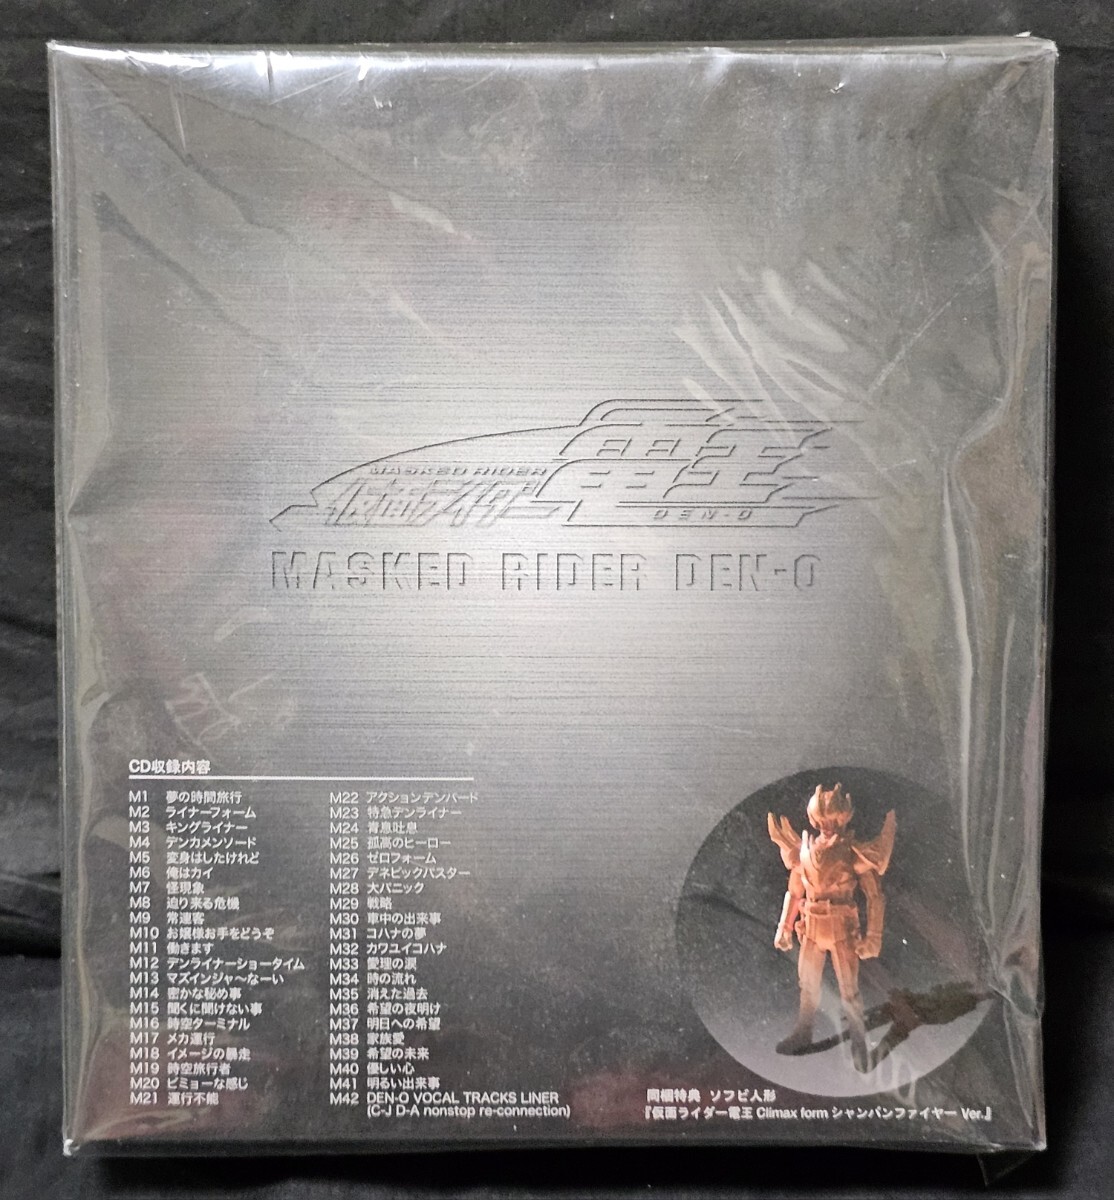 MASKED RIDER
仮面ライダー
電王
DEN-O
MASKED RIDER DEN-O
CD収録内容
M1 夢の時間旅行
M2 ライナーフォーム
M3 キングライナー
M4 デンカメンソード
M5 変身はしたけれど
M6 俺はカイ
M7 怪現象
M8 迫り来る危機
M9 常連客
M10 お嬢様お手をどうぞ
M11 働きます
M12 デンライナーショータイム
M13 マズインジャ〜なーい
M14 密かな秘め事
M15 聞くに聞けない事
M16 時空ターミナル
M17 メカ運行
M18 イメージの暴走
M19 時空旅行者
M20 ビミョーな感じ
M21 運行不能
M22 アクションデンバード
M23 特急デンライナー
M24 青息吐息
M25 孤高のヒーロー
M26 ゼロフォーム
M27 デネビックバスター
M28 大パニック
M29 戦略
M30 車中の出来事
M31 コハナの夢
M32 カワユイコハナ
M33 愛理の涙
M34 時の流れ
M35 消えた過去
M36 希望の夜明け
M37 明日への希望
M38 家族愛
M39 希望の未来
M40 優しい心
M41 明るい出来事
M42 DEN-O VOCAL TRACKS LINER
(C-J D-A nonstop re-connection)
同梱特典 ソフビ人形
『仮面ライダー電王 Climax form シャンパンファイヤー Ver.』